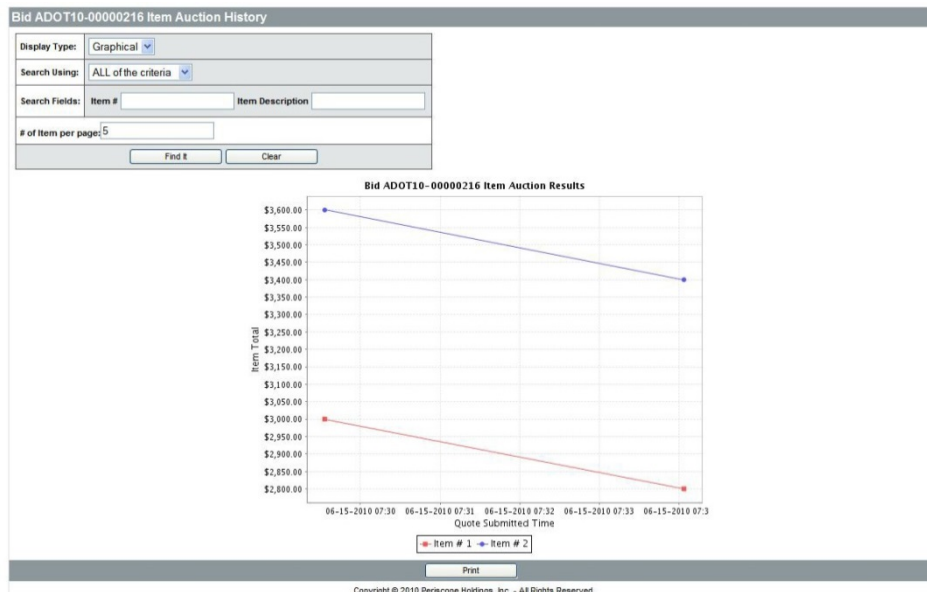 Bid ADOT10-00000216 Item Auction History
Display Type: Graphical
Search Using: ALL of the criteria
Search Fields: Item # Item Description
# of Item per page: 5
Find It Clear
Bid ADOT10-00000216 Item Auction Results
$3,600.00
$3,550.00
$3,500.00
$3,450.00
$3,400.00
$3,350.00
$3,300.00
$3,250.00
$3,200.00
$3,150.00
$3,100.00
$3,050.00
$3,000.00
$2,950.00
$2,900.00
$2,850.00
$2,800.00
Item Total
06-15-2010 07:30 06-15-2010 07:31 06-15-2010 07:32 06-15-2010 07:33 06-15-2010 07:3
Quote Submitted Time
Item # 1 Item # 2
Print
Copyright © 2010 Periscope Holdings, Inc. - All Rights Reserved